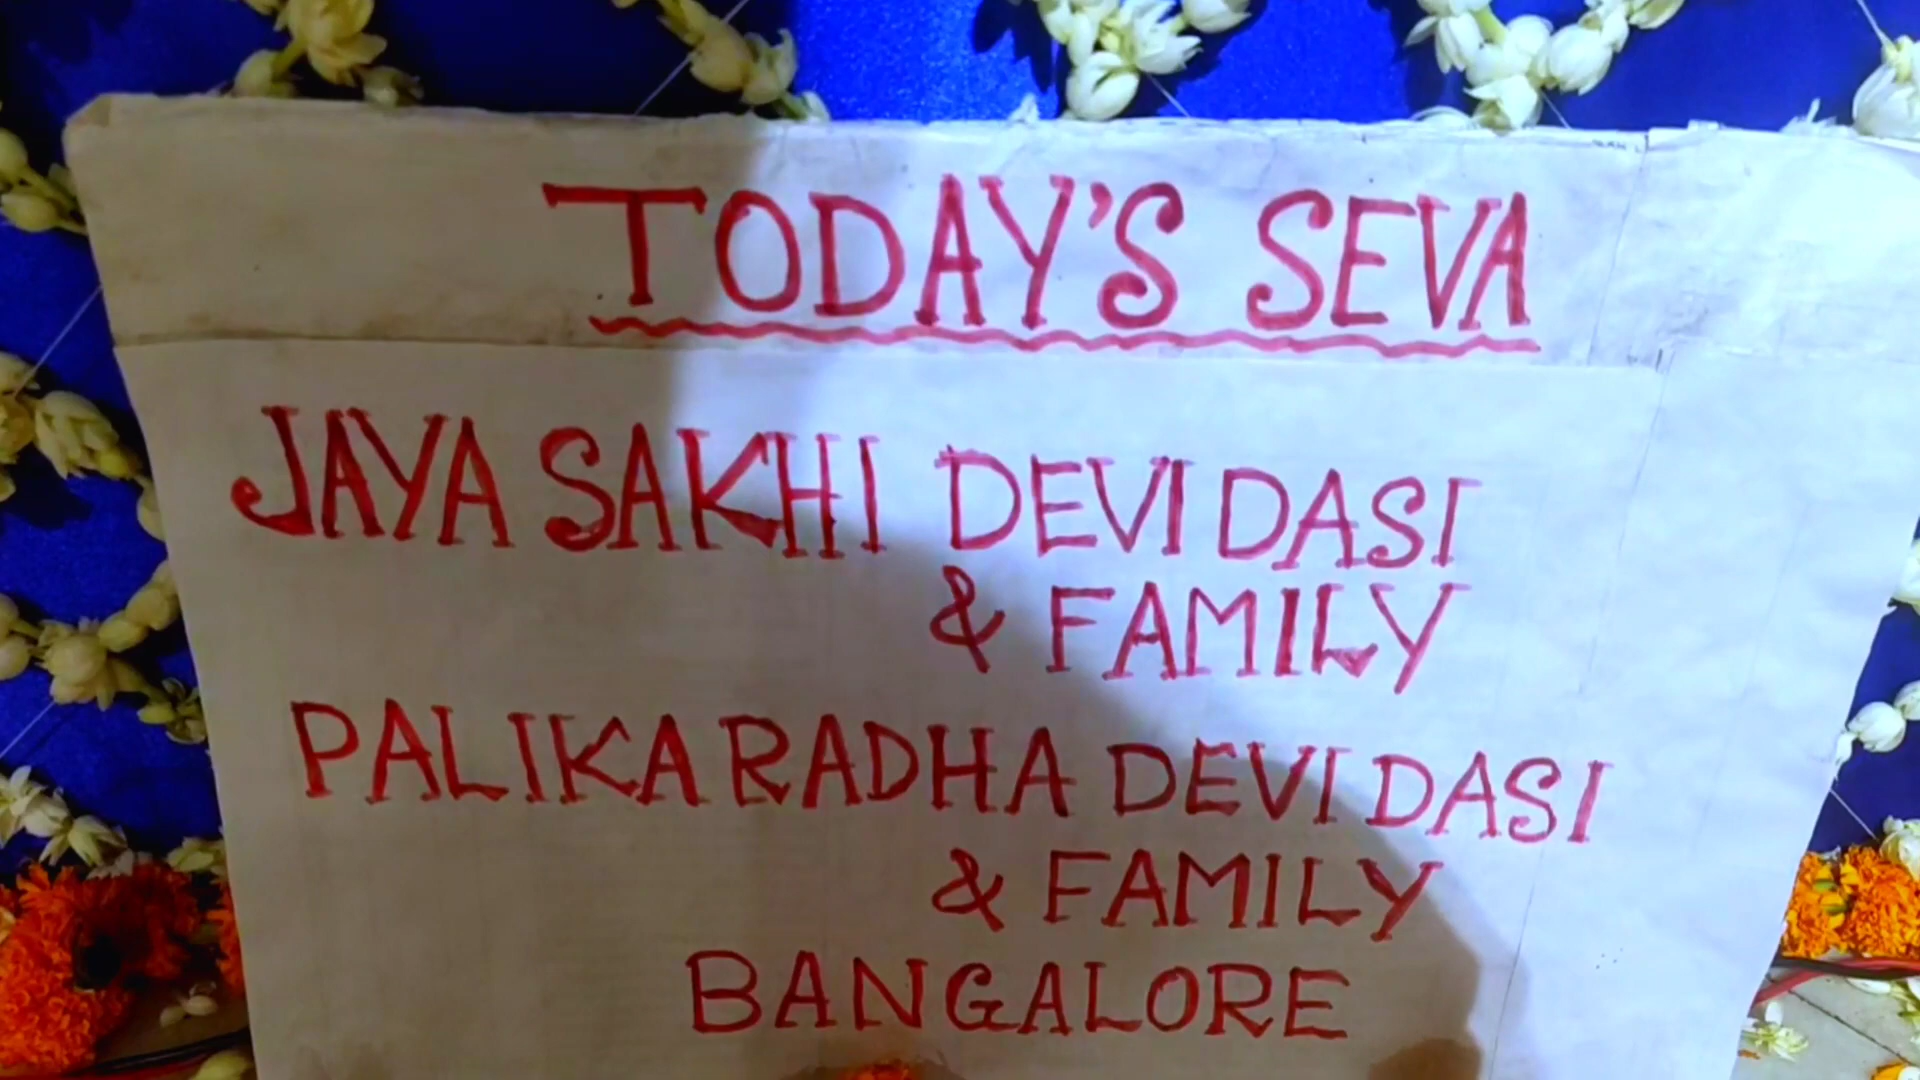 TODAY'S SEVA
JAYA SAKHI DEVI DASI
& FAMILY
PALIKA RADHA DEVI DASI
& FAMILY
BANGALORE